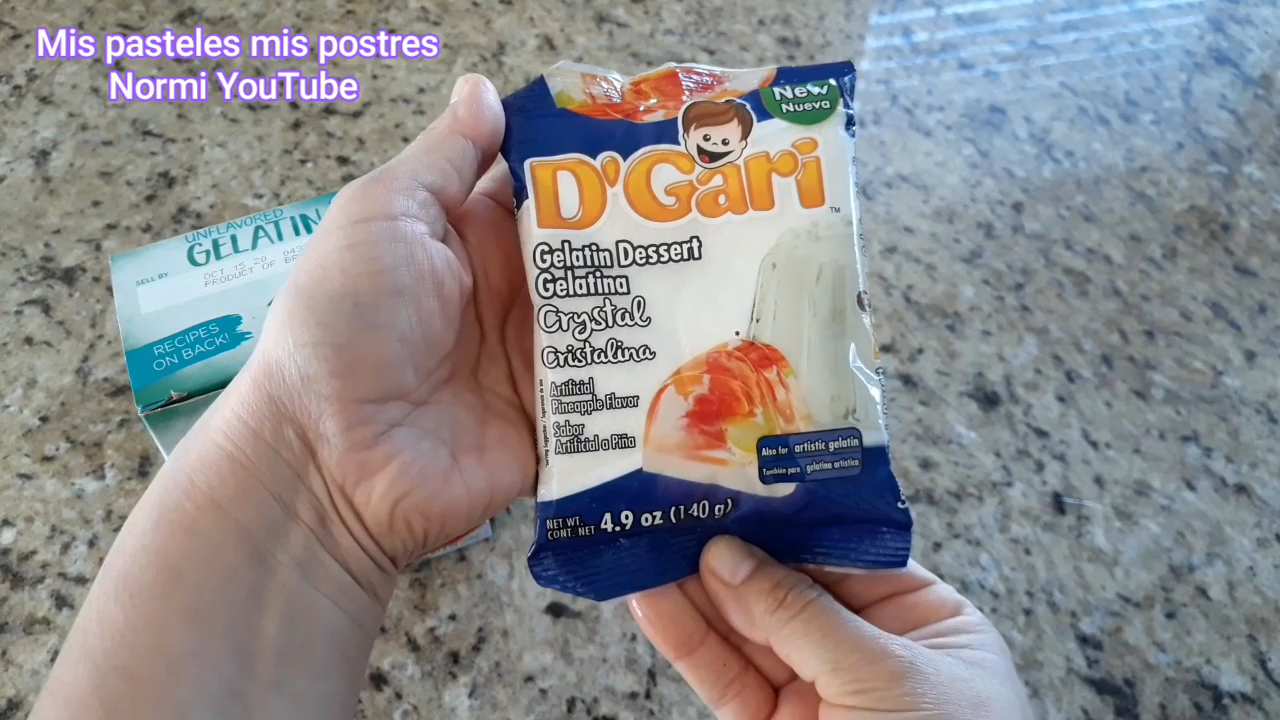 Mis pasteles mis postres
Normi YouTube
UNFLAVORED
GELATIN
SELL BY
OCT 15 20
PRODUCT OF
RECIPES
ON BACK!
New
Nueva
D'Gari™
Gelatin Dessert
Gelatina
Crystal
Cristalina
Artificial
Pineapple Flavor
Sabor
Artificial a Piña
*
Also for artistic gelatin
También para gelatina artística
NET WT.
CONT. NET 4.9 oz (140 g)